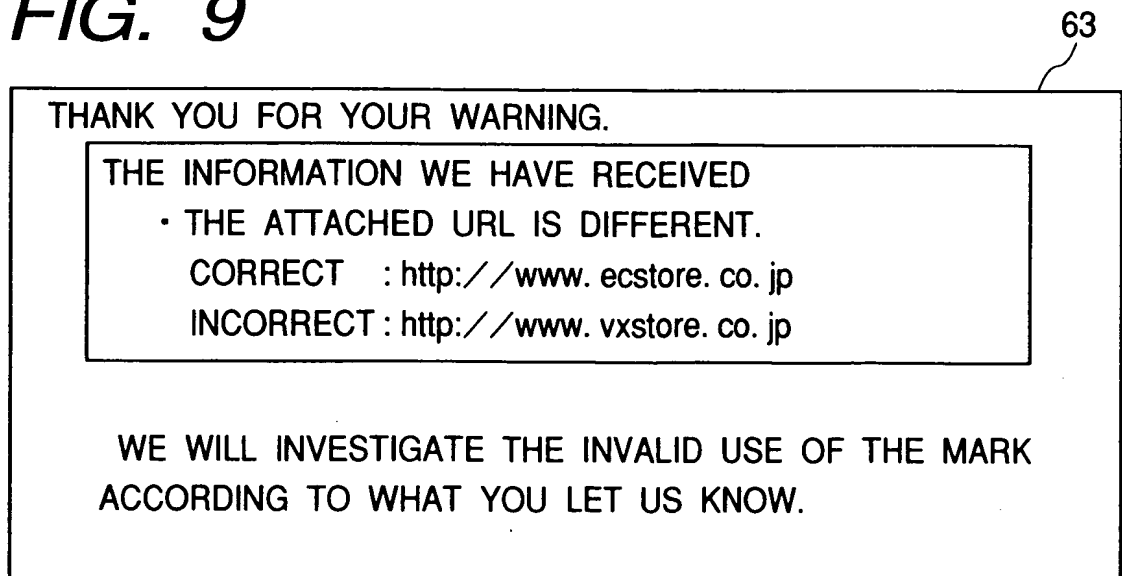 FIG. 9
63
THANK YOU FOR YOUR WARNING.
THE INFORMATION WE HAVE RECEIVED
· THE ATTACHED URL IS DIFFERENT.
CORRECT : http://www. ecstore. co. jp
INCORRECT : http://www. vxstore. co. jp
WE WILL INVESTIGATE THE INVALID USE OF THE MARK
ACCORDING TO WHAT YOU LET US KNOW.